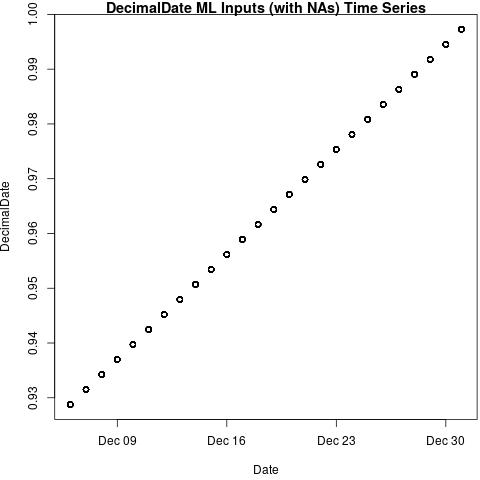 DecimalDate ML Inputs (with NAs) Time Series
1.00
0.99
0.98
0.97
0.96
0.95
0.94
0.93
DecimalDate
Dec 09 Dec 16 Dec 23 Dec 30
Date